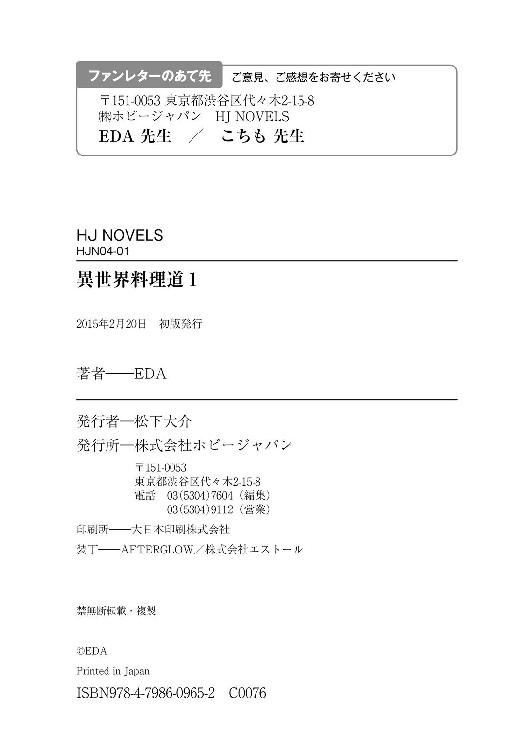 ファンレターのあて先 ご意見、ご感想をお寄せください
〒151-0053 東京都渋谷区代々木2-15-8
㈱ホビージャパン HJ NOVELS
EDA 先生 ／ こちも 先生
HJ NOVELS
HJN04-01
異世界料理道 1
2015年2月20日 初版発行
著者――EDA
発行者―松下大介
発行所―株式会社ホビージャパン
〒151-0053
東京都渋谷区代々木2-15-8
電話 03(5304)7604（編集）
03(5304)9112（営業）
印刷所――大日本印刷株式会社
装丁――AFTERGLOW／株式会社エストール
禁無断転載・複製
©EDA
Printed in Japan
ISBN978-4-7986-0965-2 C0076